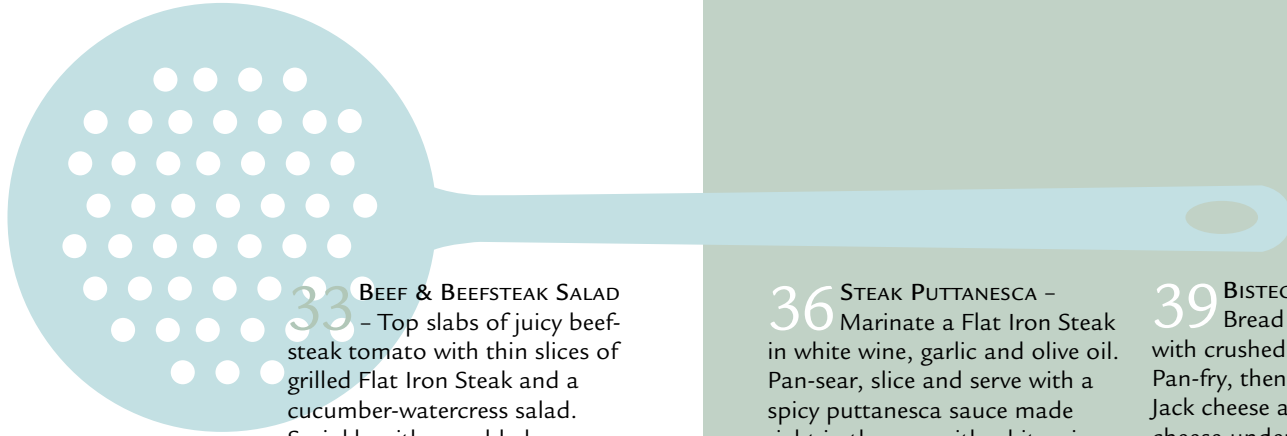 33 BEEF & BEEFSTEAK SALAD
– Top slabs of juicy beef-
steak tomato with thin slices of
grilled Flat Iron Steak and a
cucumber-watercress salad.
36 STEAK PUTTANESCA –
Marinate a Flat Iron Steak
in white wine, garlic and olive oil.
Pan-sear, slice and serve with a
spicy puttanesca sauce made
39
Bread
with crushed
Pan-fry, then
Jack cheese